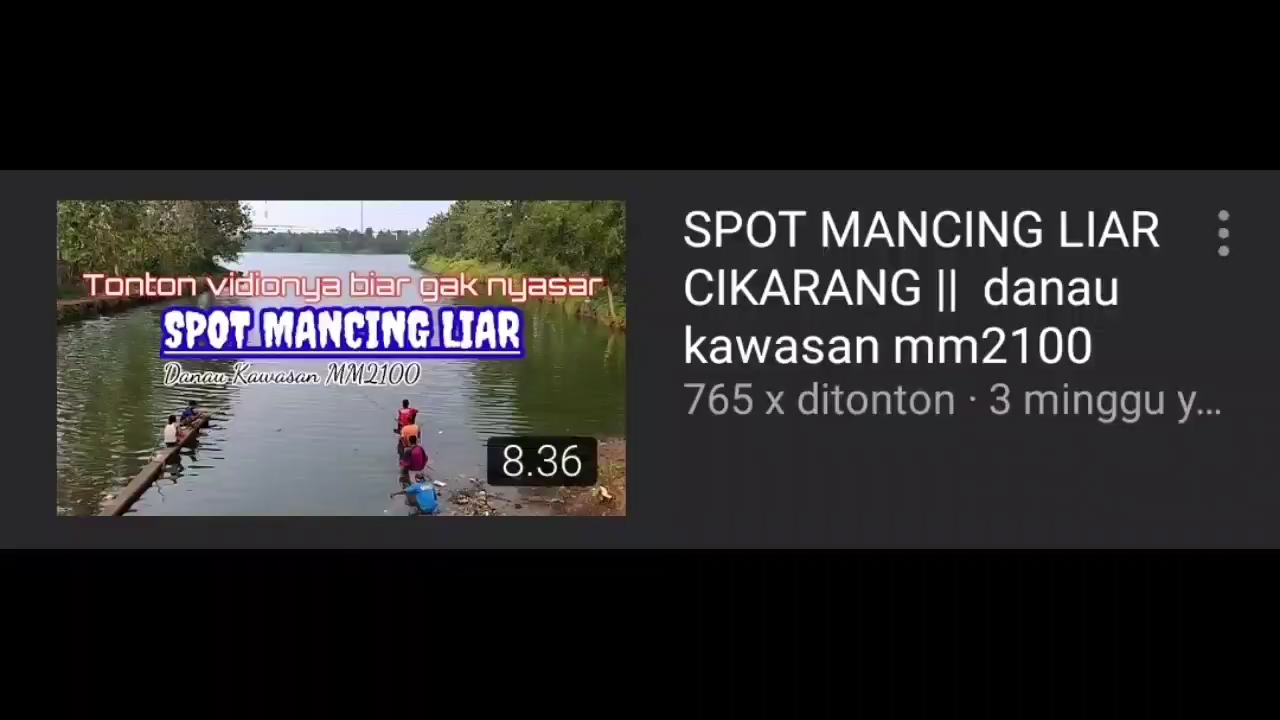 Tonton vidionya biar gak nyasar
SPOT MANCING LIAR
Danau Kawasan MM2100
8.36
SPOT MANCING LIAR
CIKARANG || danau
kawasan mm2100
765 x ditonton · 3 minggu y...